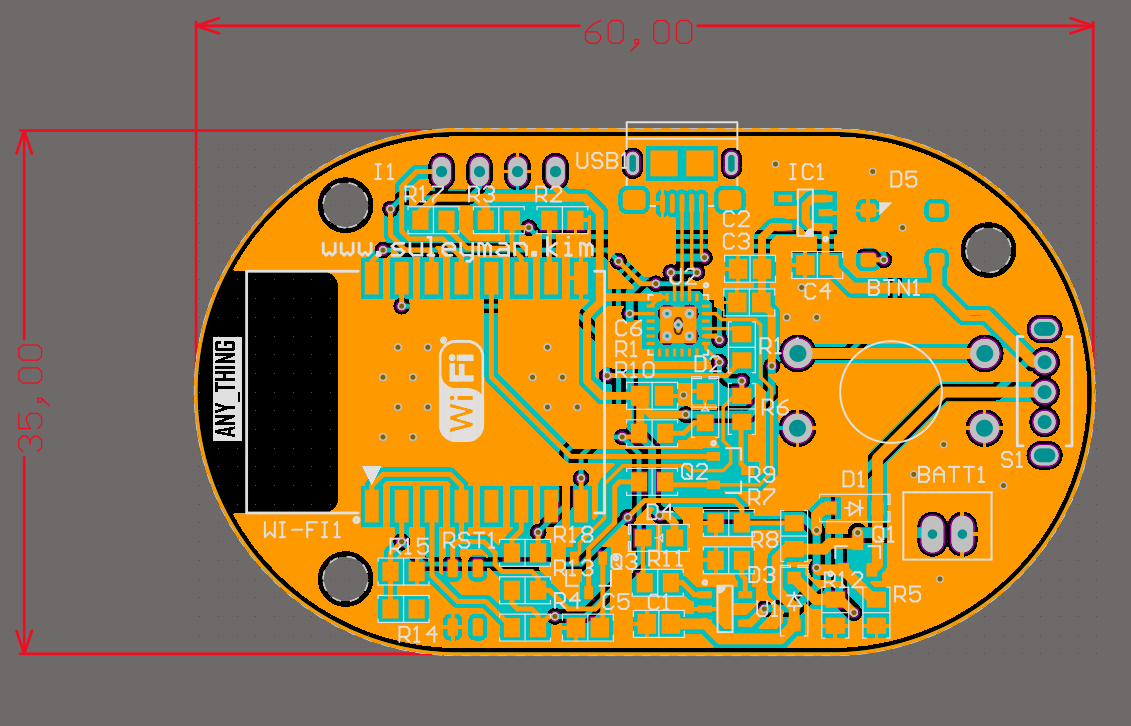 60,00
USB1
IC1
I1
D5
R17 R3 R2
C2
www.suleyman.kim
C3
U2
C4
BTN1
C6
R1
R1
D2
R10
35,00
ANY_THING
WiFi
R6
S1
Q2
R9
BATT1
R7
D1
D4
WI-FI1
R18
Q1
R15 RST1
R8
R11
Q3
R13
D3
R12
R5
R4
C5
C1
R14